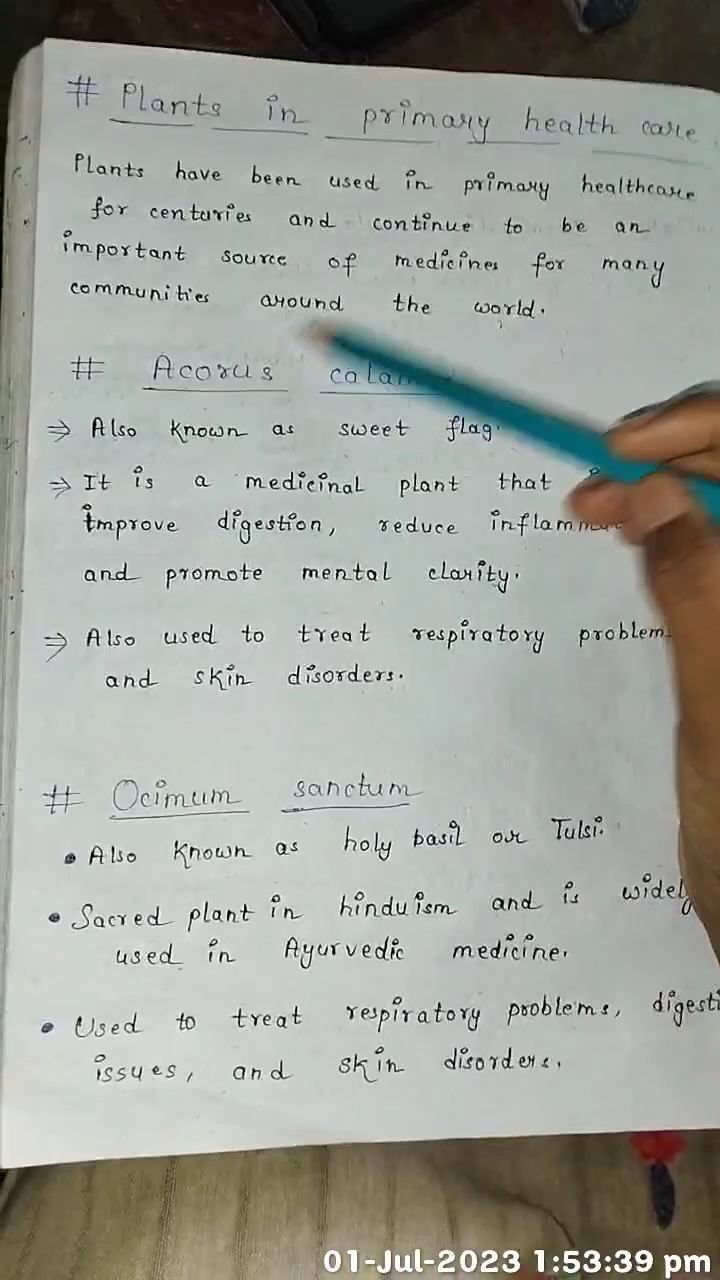 # Plants in primary health care
Plants have been used in primary healthcare
for centuries and continue to be an
important source of medicines for many
communities around the world.
# Acorus
⇒ Also known as sweet flag.
⇒ It is a medicinal plant that
improve digestion, reduce
and promote mental clarity.
⇒ Also used to treat respiratory problem
and skin disorders.
# Ocimum sanctum
• Also known as holy basil or Tulsi.
• Sacred plant in hinduism and is widely
used in Ayurvedic medicine.
• Used to treat respiratory problems,
issues, and skin disorders.
01-Jul-2023 1:53:39 pm